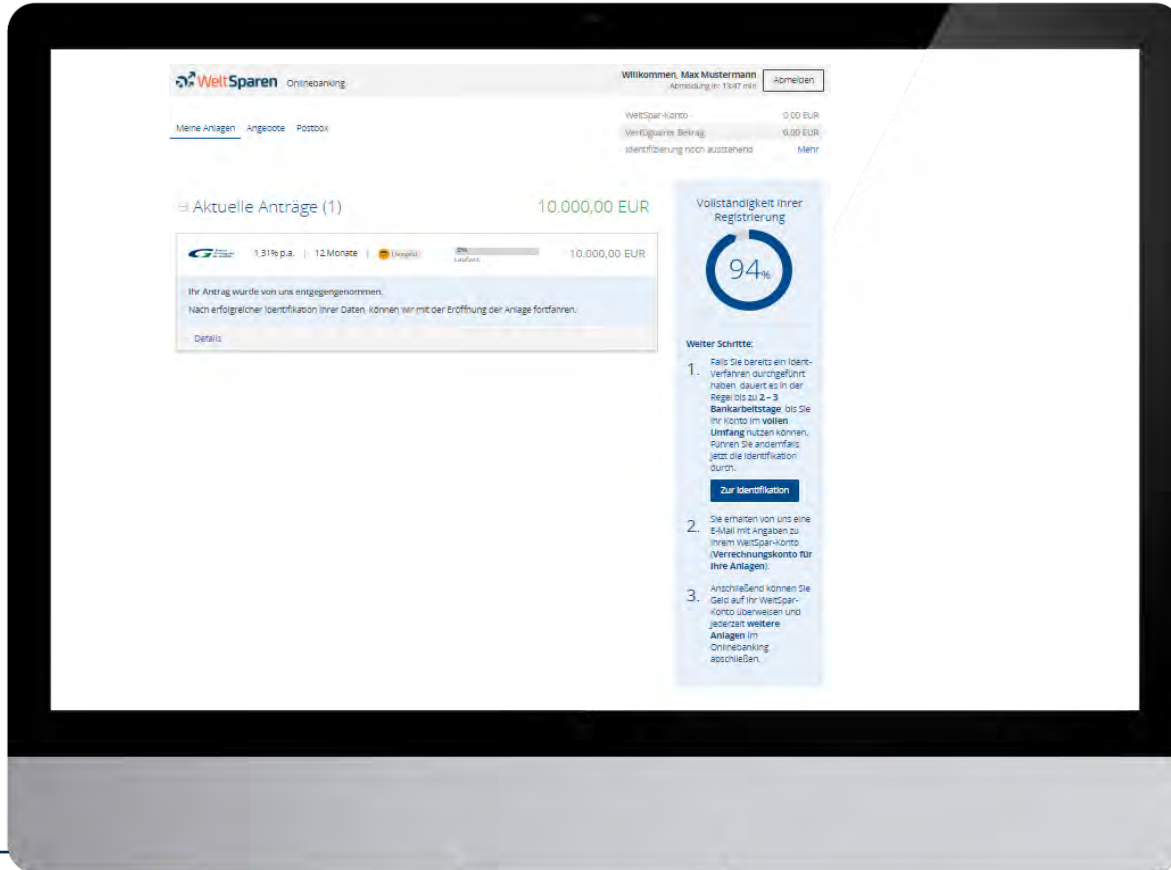 WeltSparen Onlinebanking
Willkommen, Max Mustermann
Abmeldung in: 13:47 min
Abmelden
Meine Anlagen Angebote Postbox
WeltSpar-Konto 0,00 EUR
Verfügbarer Betrag 0,00 EUR
Identifizierung noch ausstehend Mehr
Aktuelle Anträge (1) 10.000,00 EUR
1,31% p.a. | 12 Monate | 0% 10.000,00 EUR
Laufzeit
Ihr Antrag wurde von uns entgegengenommen.
Nach erfolgreicher Identifikation Ihrer Daten, können wir mit der Eröffnung der Anlage fortfahren.
Details
Vollständigkeit Ihrer
Registrierung
94%
Weiter Schritte:
1. Falls Sie bereits ein Ident-
Verfahren durchgeführt
haben, dauert es in der
Regel bis zu 2 – 3
Bankarbeitstage, bis Sie
Ihr Konto im vollen
Umfang nutzen können.
Führen Sie andernfalls
jetzt die Identifikation
durch.
Zur Identifikation
2. Sie erhalten von uns eine
E-Mail mit Angaben zu
Ihrem WeltSpar-Konto
(Verrechnungskonto für
Ihre Anlagen).
3. Anschließend können Sie
Geld auf Ihr WeltSpar-
Konto überweisen und
jederzeit weitere
Anlagen im
Onlinebanking
abschließen.